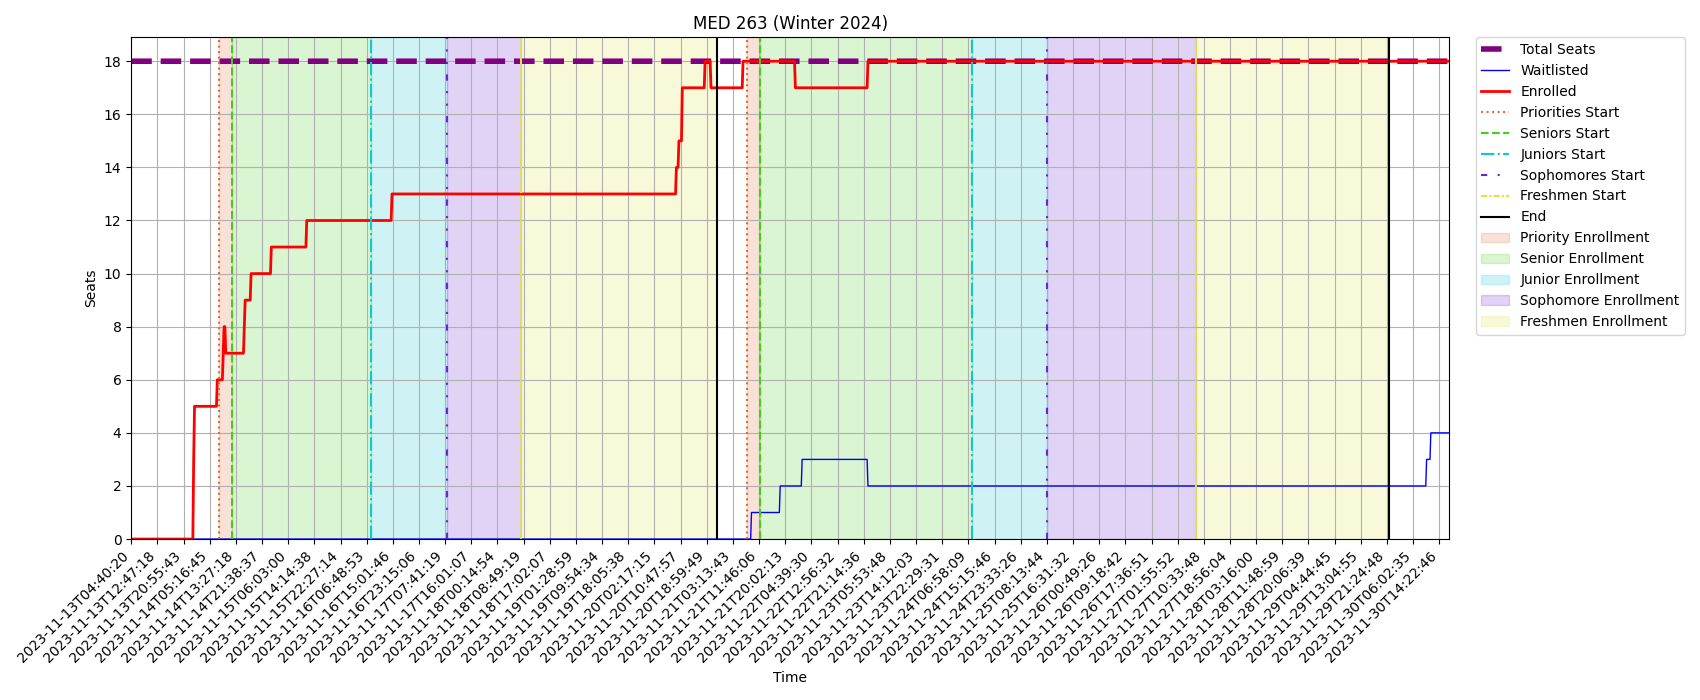 MED 263 (Winter 2024)
Seats
18
16
14
12
10
8
6
4
2
0
2023-11-13T04:40:20
2023-11-13T12:47:18
2023-11-13T20:55:43
2023-11-14T05:16:45
2023-11-14T13:27:18
2023-11-14T21:38:37
2023-11-15T06:03:00
2023-11-15T14:14:38
2023-11-15T22:27:14
2023-11-16T06:48:53
2023-11-16T15:01:46
2023-11-16T23:15:06
2023-11-17T07:41:19
2023-11-17T16:01:07
2023-11-18T00:14:54
2023-11-18T08:49:19
2023-11-18T17:02:07
2023-11-19T01:28:59
2023-11-19T09:54:34
2023-11-19T18:05:38
2023-11-20T02:17:15
2023-11-20T10:47:57
2023-11-20T18:59:49
2023-11-21T03:13:43
2023-11-21T11:46:06
2023-11-21T20:02:13
2023-11-22T04:39:30
2023-11-22T12:56:32
2023-11-22T21:14:36
2023-11-23T05:53:48
2023-11-23T14:12:03
2023-11-23T22:29:31
2023-11-24T06:58:09
2023-11-24T15:15:46
2023-11-24T23:33:26
2023-11-25T08:13:44
2023-11-25T16:31:32
2023-11-26T00:49:26
2023-11-26T09:18:42
2023-11-26T17:36:51
2023-11-27T01:55:52
2023-11-27T10:33:48
2023-11-27T18:56:04
2023-11-28T03:16:00
2023-11-28T11:48:59
2023-11-28T20:06:39
2023-11-29T04:44:45
2023-11-29T13:04:55
2023-11-29T21:24:48
2023-11-30T06:02:35
2023-11-30T14:22:46
Time
Total Seats
Waitlisted
Enrolled
Priorities Start
Seniors Start
Juniors Start
Sophomores Start
Freshmen Start
End
Priority Enrollment
Senior Enrollment
Junior Enrollment
Sophomore Enrollment
Freshmen Enrollment